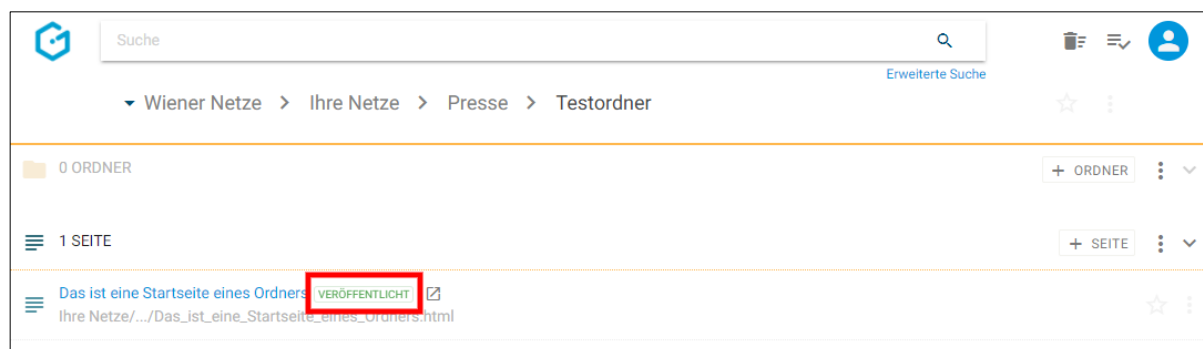 Suche
Erweiterte Suche
Wiener Netze > Ihre Netze > Presse > Testordner
0 ORDNER
+ ORDNER
1 SEITE
+ SEITE
Das ist eine Startseite eines Ordners VERÖFFENTLICHT
Ihre Netze/.../Das_ist_eine_Startseite_eines_Ordners.html